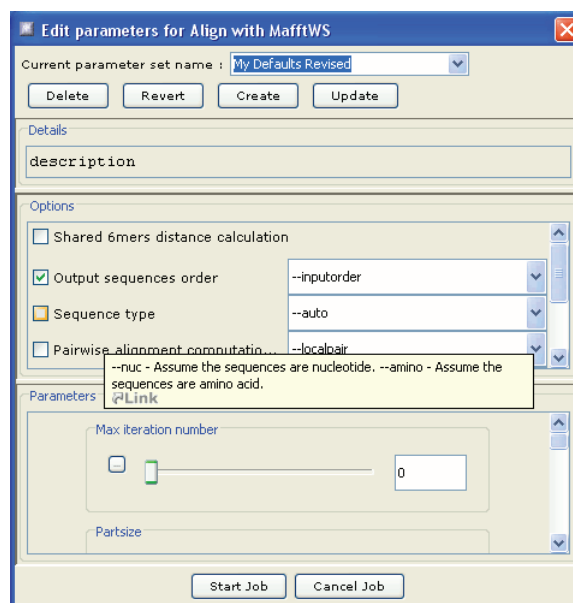 Edit parameters for Align with MafftWS
Current parameter set name : My Defaults Revised
Delete Revert Create Update
Details
description
Options
Shared 6mers distance calculation
Output sequences order --inputorder
Sequence type --auto
Pairwise alignment computatio... --localpair
--nuc - Assume the sequences are nucleotide. --amino - Assume the
sequences are amino acid.
Link
Parameters
Max iteration number
0
Partsize
Start Job Cancel Job